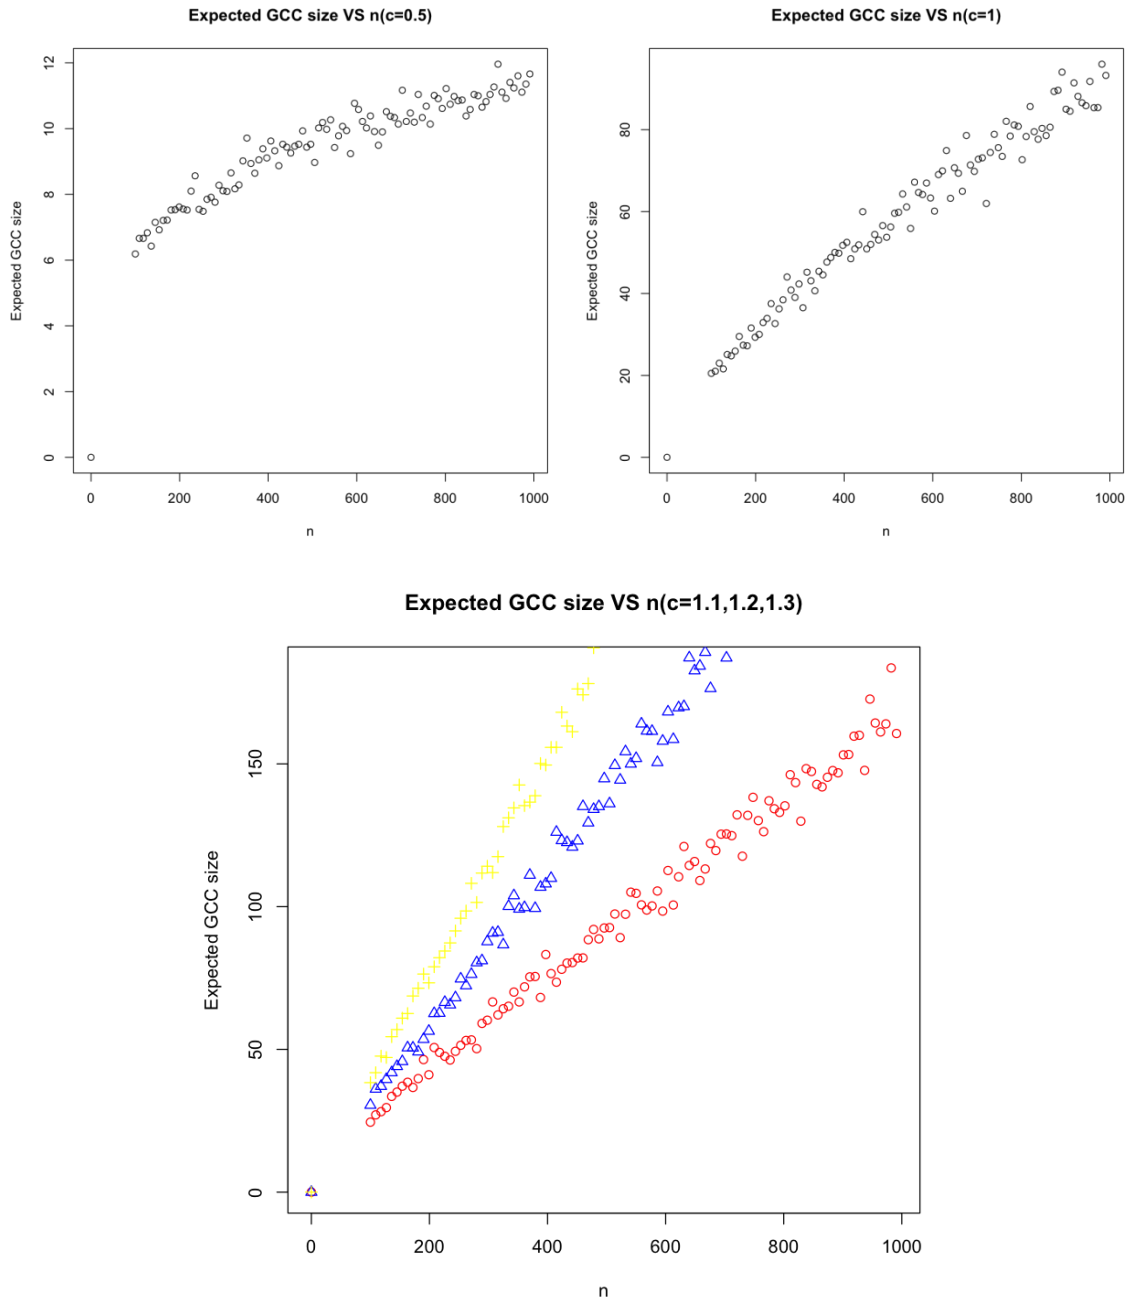 Expected GCC size VS n(c=0.5)
Expected GCC size
0
2
4
6
8
10
12
0 200 400 600 800 1000
n
Expected GCC size VS n(c=1)
Expected GCC size
0
20
40
60
80
0 200 400 600 800 1000
n
Expected GCC size VS n(c=1.1,1.2,1.3)
Expected GCC size
0
50
100
150
0 200 400 600 800 1000
n